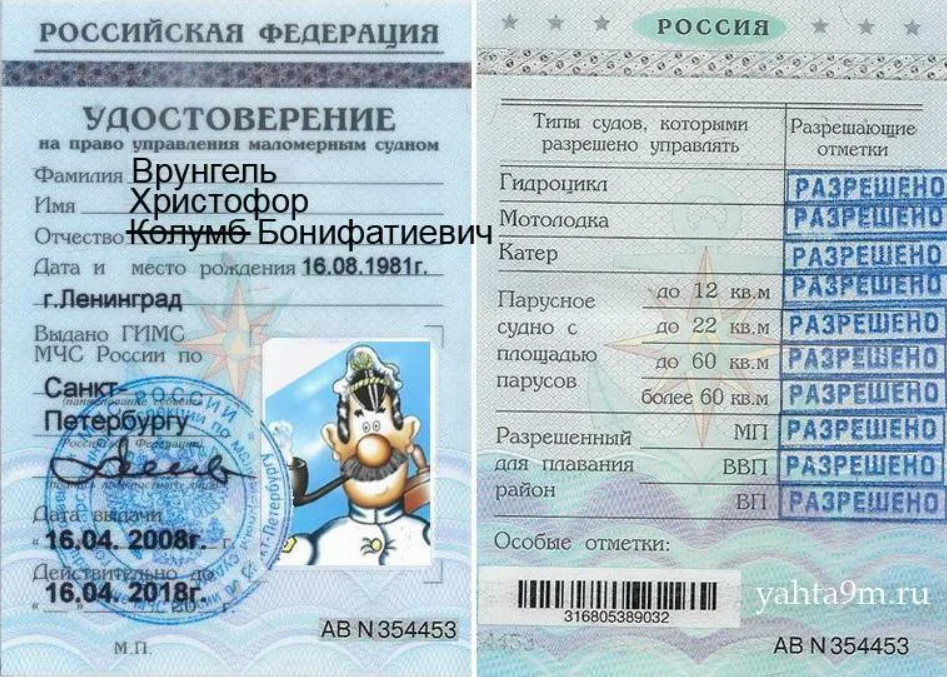 РОССИЙСКАЯ ФЕДЕРАЦИЯ
УДОСТОВЕРЕНИЕ
на право управления маломерным судном
Фамилия Врунгель
Имя Христофор
Отчество Колумб Бонифатиевич
Дата и место рождения 16.08.1981г.
г.Ленинград
Выдано ГИМС
МЧС России по
Санкт-
(наименование субъекта
Петербургу
Российской Федерации)
Дата выдачи
" 16.04. 2008г. г.
Действительно до
" 16.04. 2018г. г.
М.П.
АВ N 354453
РОССИЯ
Типы судов, которыми разрешено управлять
Разрешающие отметки
Гидроцикл РАЗРЕШЕНО
Мотолодка РАЗРЕШЕНО
Катер РАЗРЕШЕНО
Парусное судно с площадью парусов
до 12 кв.м РАЗРЕШЕНО
до 22 кв.м РАЗРЕШЕНО
до 60 кв.м РАЗРЕШЕНО
более 60 кв.м РАЗРЕШЕНО
Разрешенный для плавания район
МП РАЗРЕШЕНО
ВВП РАЗРЕШЕНО
ВП РАЗРЕШЕНО
Особые отметки:
316805389032
yahta9m.ru
АВ N 354453